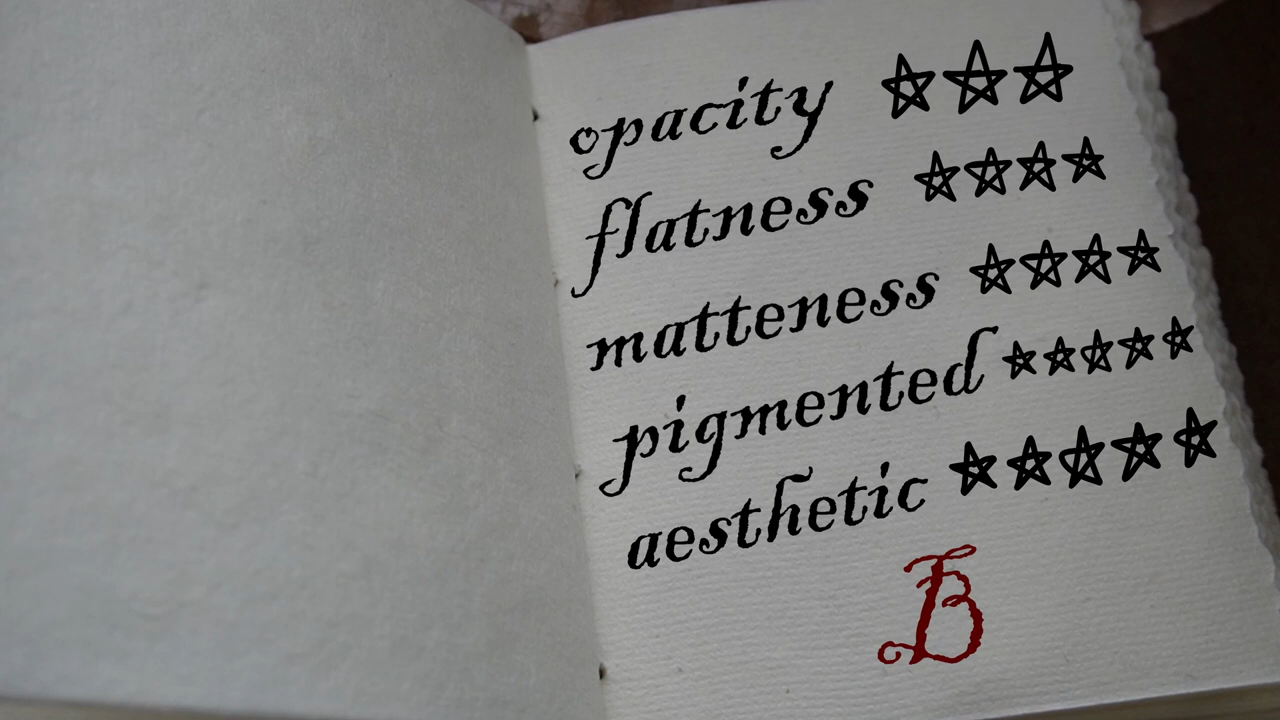 opacity ☆☆☆
flatness ☆☆☆☆
matteness ☆☆☆☆
pigmented ☆☆☆☆☆
aesthetic ☆☆☆☆☆
B